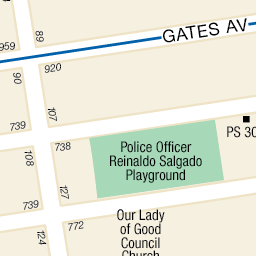 GATES AV
89
959
920
90
107
739
738
108
PS 30
Police Officer
Reinaldo Salgado
Playground
127
739
124
772
Our Lady
of Good
Council
Church